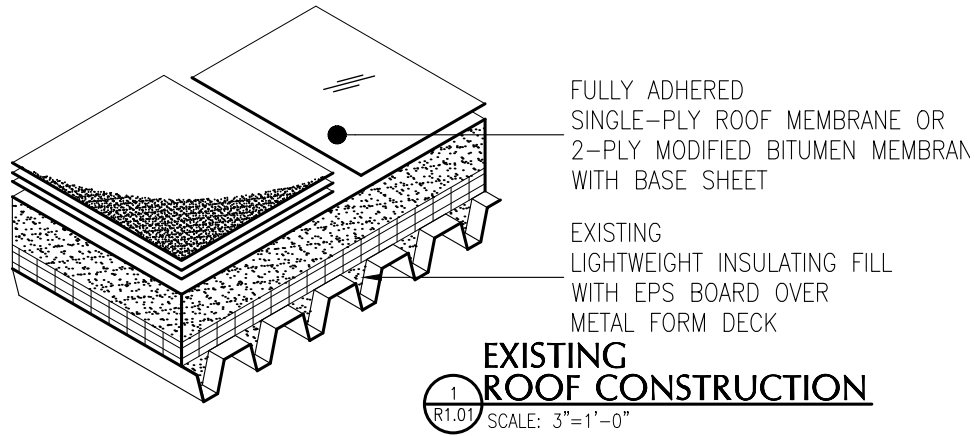 FULLY ADHERED
SINGLE-PLY ROOF MEMBRANE OR
2-PLY MODIFIED BITUMEN MEMBRAN
WITH BASE SHEET
EXISTING
LIGHTWEIGHT INSULATING FILL
WITH EPS BOARD OVER
METAL FORM DECK
EXISTING
ROOF CONSTRUCTION
1
R1.01
SCALE: 3"=1'-0"